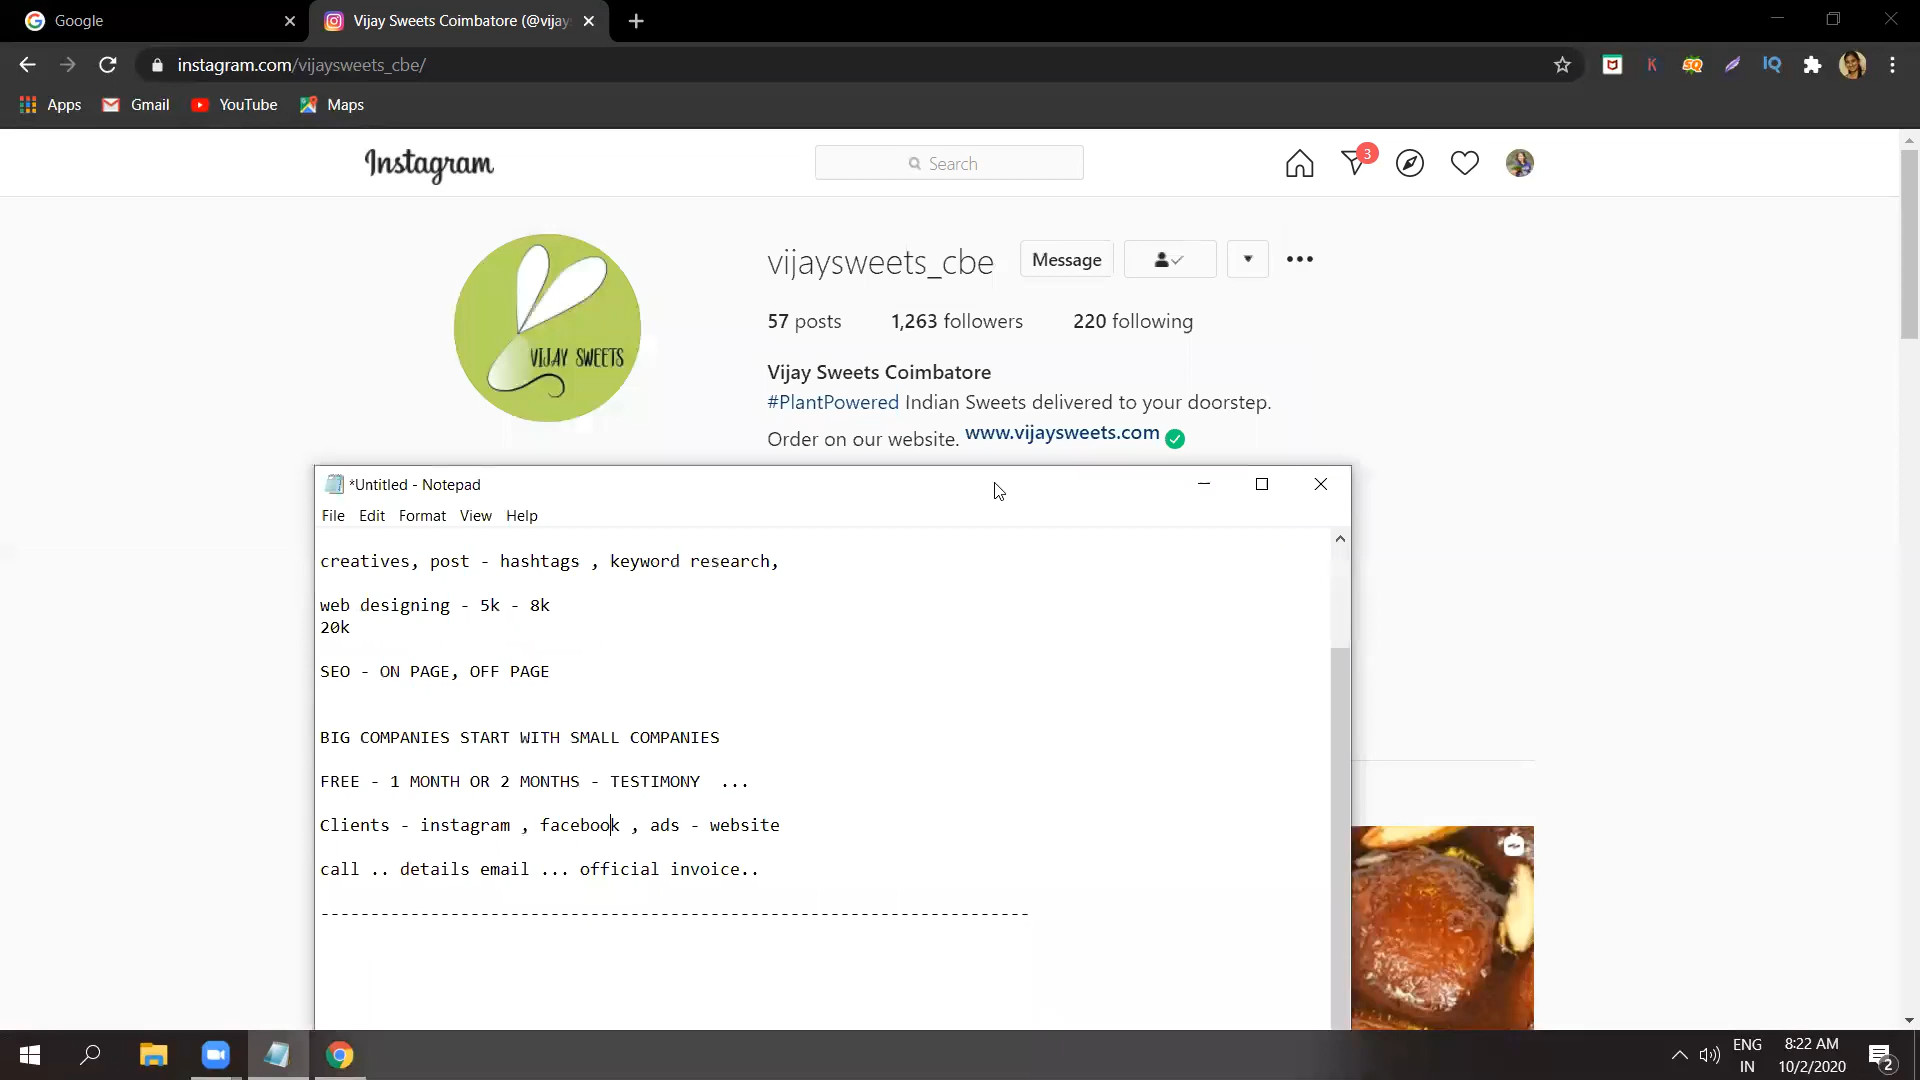 Google
Vijay Sweets Coimbatore (@vijay
instagram.com/vijaysweets_cbe/
K
SQ
IQ
Apps
Gmail
YouTube
Maps
Instagram
Search
3
VIJAY SWEETS
vijaysweets_cbe
Message
57 posts
1,263 followers
220 following
Vijay Sweets Coimbatore
#PlantPowered Indian Sweets delivered to your doorstep.
Order on our website. www.vijaysweets.com
*Untitled - Notepad
File Edit Format View Help
creatives, post - hashtags , keyword research,
web designing - 5k - 8k
20k
SEO - ON PAGE, OFF PAGE
BIG COMPANIES START WITH SMALL COMPANIES
FREE - 1 MONTH OR 2 MONTHS - TESTIMONY ...
Clients - instagram , facebook , ads - website
call .. details email ... official invoice..
-----------------------------------------------------------------------
ENG
IN
8:22 AM
10/2/2020
2